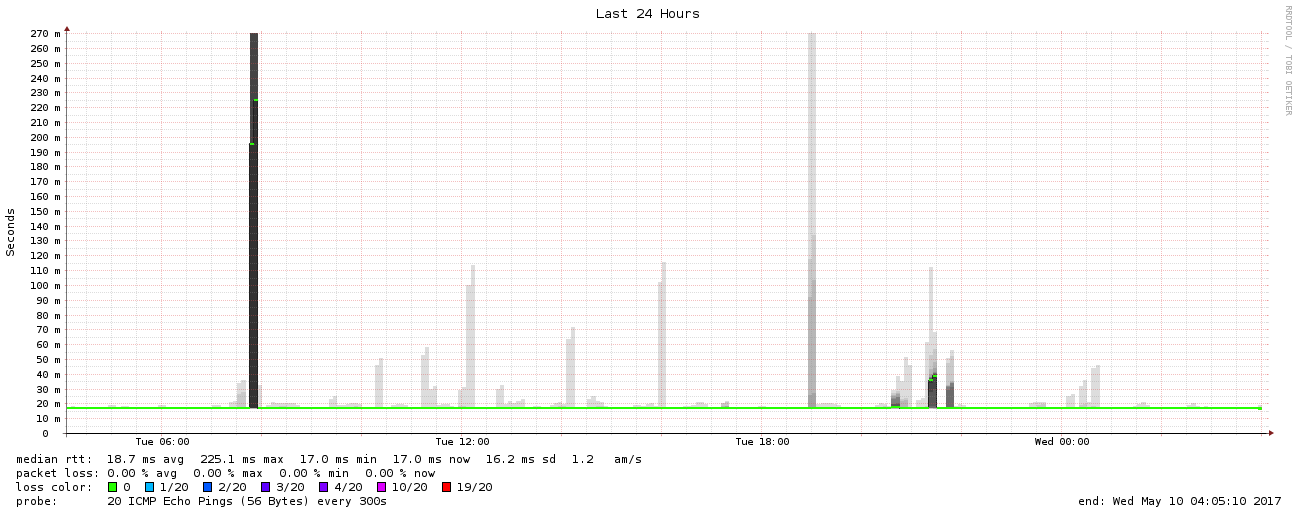 Last 24 Hours
RRDTOOL / TOBI OETIKER
Seconds
270 m
260 m
250 m
240 m
230 m
220 m
210 m
200 m
190 m
180 m
170 m
160 m
150 m
140 m
130 m
120 m
110 m
100 m
90 m
80 m
70 m
60 m
50 m
40 m
30 m
20 m
10 m
0
Tue 06:00 Tue 12:00 Tue 18:00 Wed 00:00
median rtt: 18.7 ms avg 225.1 ms max 17.0 ms min 17.0 ms now 16.2 ms sd 1.2 am/s
packet loss: 0.00 % avg 0.00 % max 0.00 % min 0.00 % now
loss color: 0 1/20 2/20 3/20 4/20 10/20 19/20
probe: 20 ICMP Echo Pings (56 Bytes) every 300s end: Wed May 10 04:05:10 2017